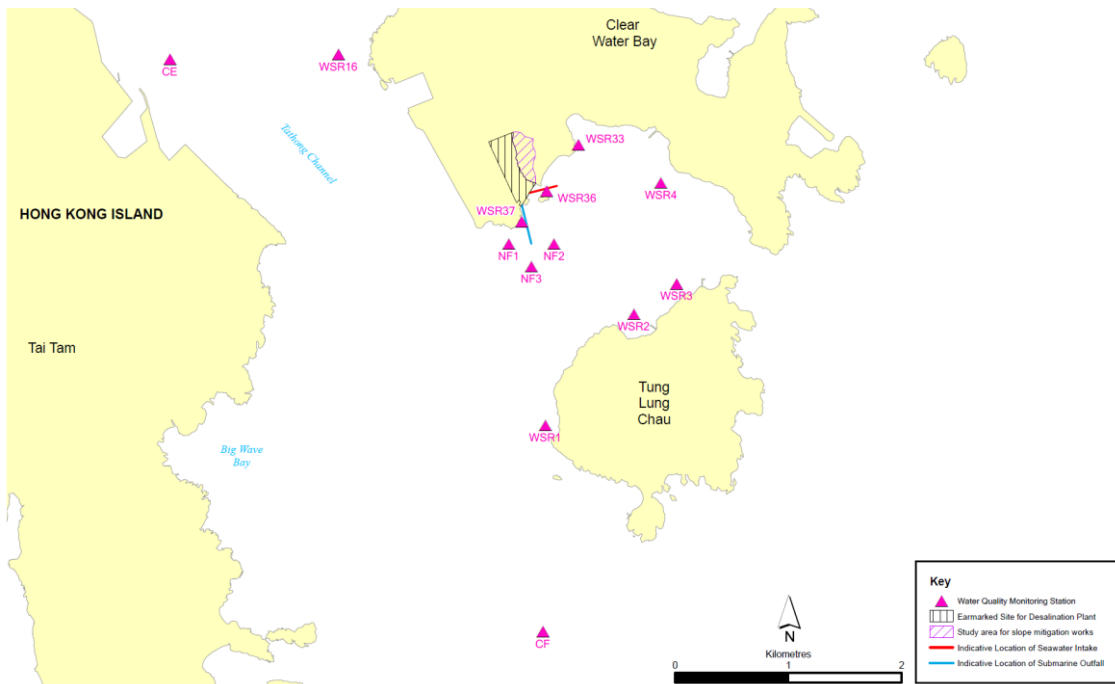 Clear
Water Bay
CE
WSR16
Tathong Channel
WSR33
WSR36
WSR4
HONG KONG ISLAND
WSR37
NF1
NF2
NF3
WSR3
WSR2
Tai Tam
Tung
Lung
Chau
WSR1
Big Wave
Bay
CF
N
Kilometres
0
1
2
Key
Water Quality Monitoring Station
Earmarked Site for Desalination Plant
Study area for slope mitigation works
Indicative Location of Seawater Intake
Indicative Location of Submarine Outfall